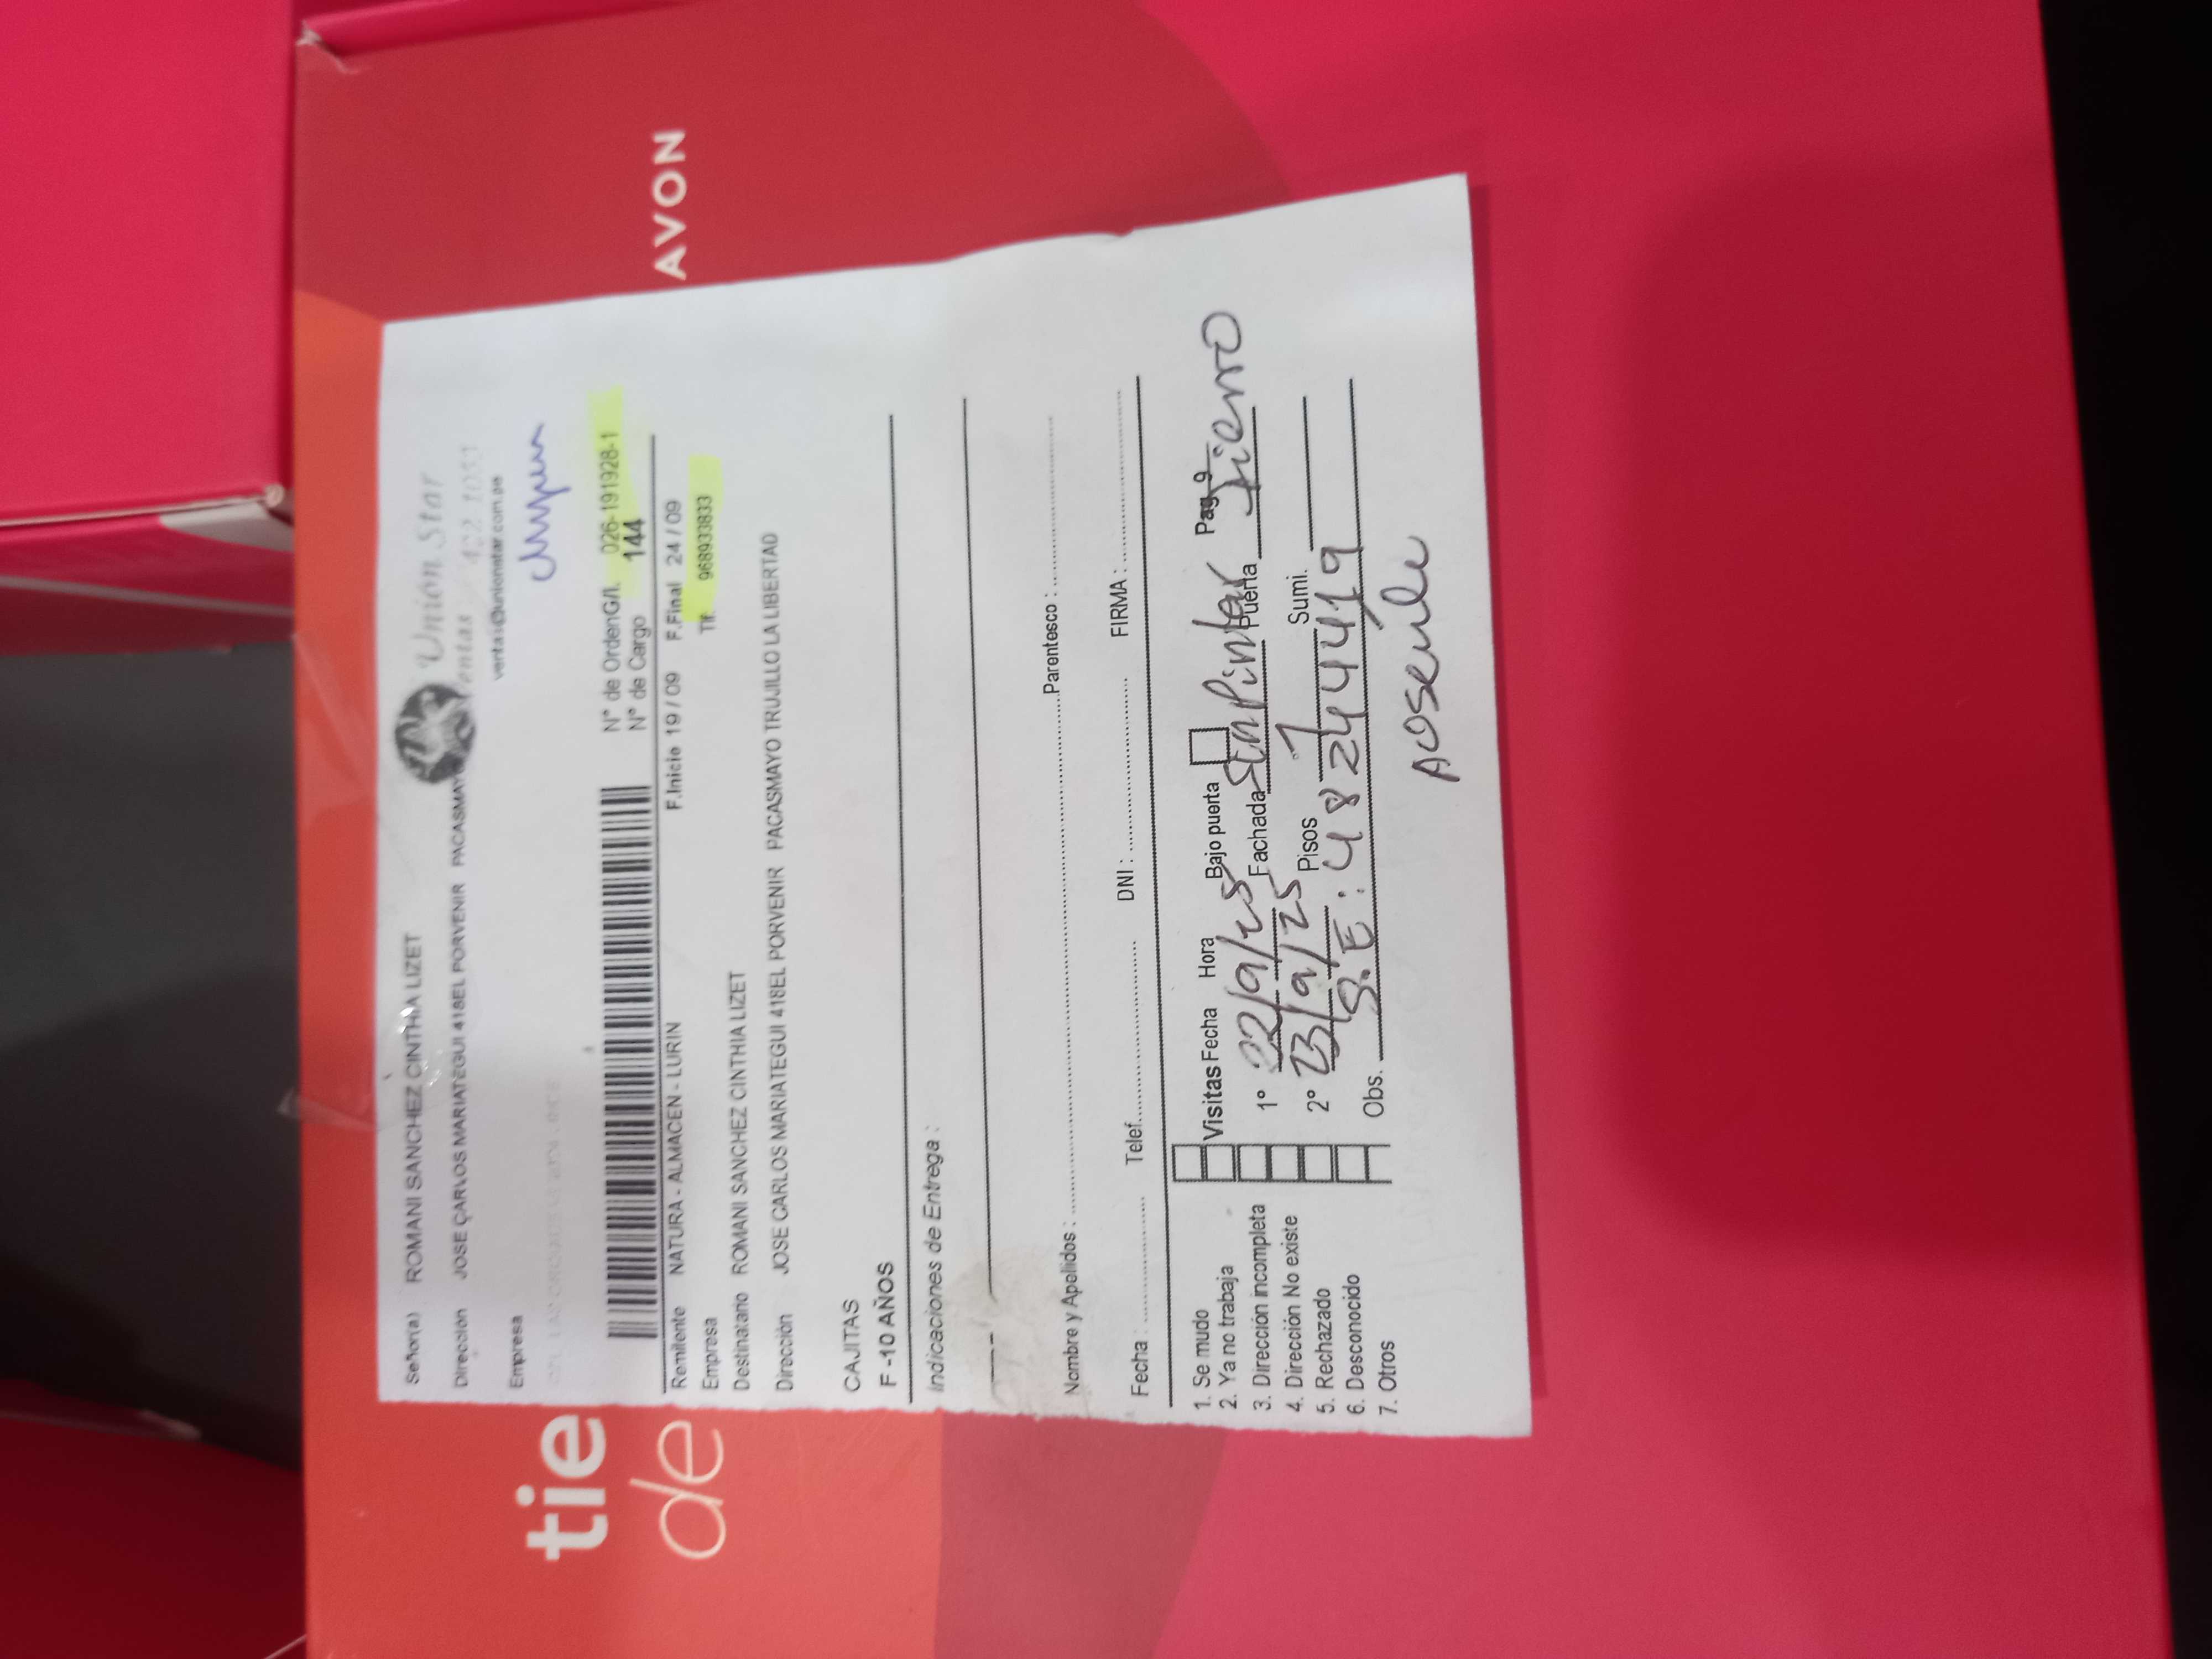 Unión Star
Ventas
ventas@unionstar.com.pe
Señor(a) ROMANI SANCHEZ CINTHIA LIZET
Dirección JOSE CARLOS MARIATEGUI 418EL PORVENIR PACASMAY
Empresa
N° de OrdenG/I. 026-191928-1
N° de Cargo 144
Remitente NATURA - ALMACEN - LURIN F.Inicio 19 / 09 F.Final 24 / 09
Empresa Tlf. 968933833
Destinatario ROMANI SANCHEZ CINTHIA LIZET
Dirección JOSE CARLOS MARIATEGUI 418EL PORVENIR PACASMAYO TRUJILLO LA LIBERTAD
CAJITAS
F -10 AÑOS
Indicaciones de Entrega :
Nombre y Apellidos : Parentesco :
Fecha : Telef. DNI : FIRMA :
1. Se mudo
2. Ya no trabaja
3. Dirección incompleta
4. Dirección No existe
5. Rechazado
6. Desconocido
7. Otros
Visitas Fecha Hora Bajo puerta Pag. 9
1° 22/9/25 Fachada Sin Pintar Puerta Fierro
2° 23/9/25 Pisos 1 Sumi.
Obs. S.E: 48244419
Ausente
tie
de
AVON